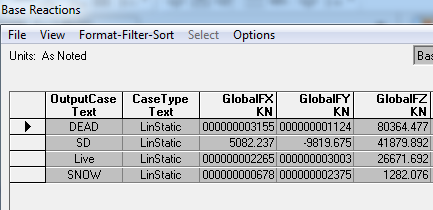 Base Reactions
File View Format-Filter-Sort Select Options
Units: As Noted
Bas
OutputCase CaseType GlobalFX GlobalFY GlobalFZ
Text Text KN KN KN
DEAD LinStatic 000000003155 000000001124 80364.477
SD LinStatic 5082.237 -9819.675 41879.892
Live LinStatic 000000002265 000000003003 26671.692
SNOW LinStatic 000000000678 000000002375 1282.076